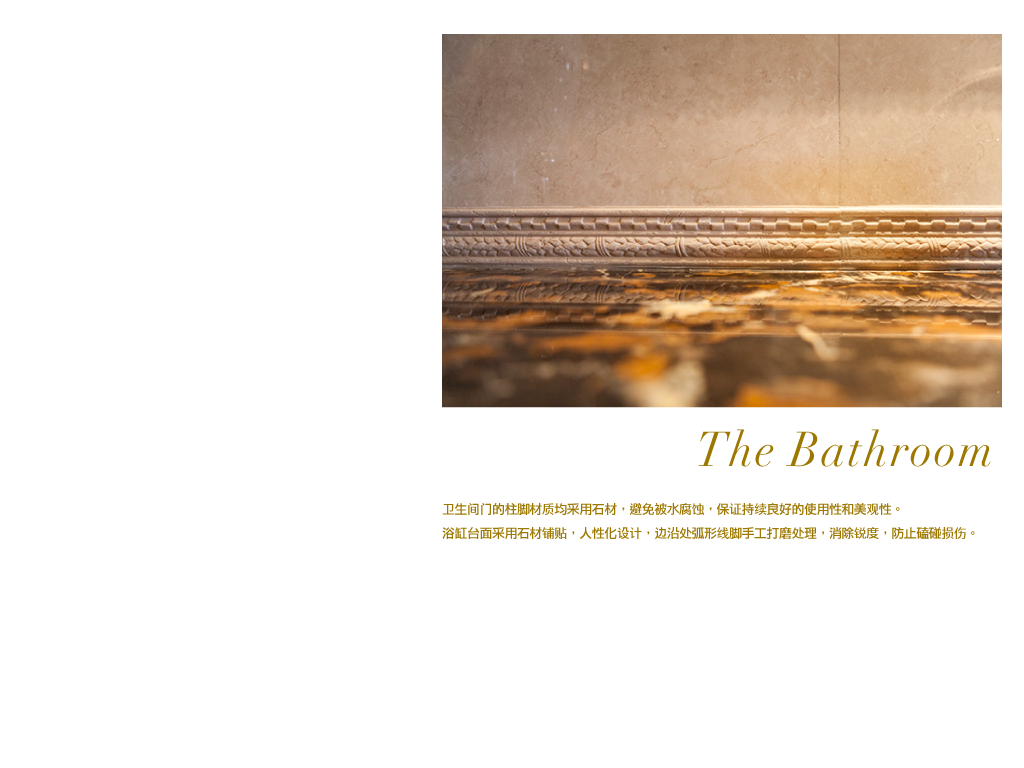 The Bathroom
卫生间门的柱脚材质均采用石材，避免被水腐蚀，保证持续良好的使用性和美观性。
浴缸台面采用石材铺贴，人性化设计，边沿处弧形线脚手工打磨处理，消除锐度，防止磕碰损伤。